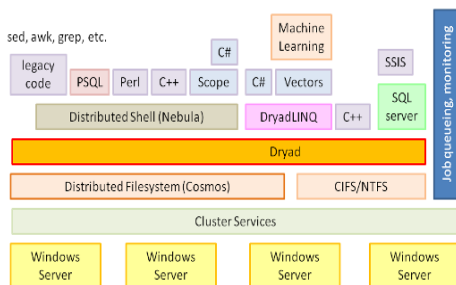 sed, awk, grep, etc.
legacy
code
PSQL
Perl
C++
C#
Scope
C#
Machine
Learning
Vectors
SSIS
SQL
server
Distributed Shell (Nebula)
DryadLINQ
C++
Dryad
Distributed Filesystem (Cosmos)
CIFS/NTFS
Cluster Services
Windows
Server
Windows
Server
Windows
Server
Windows
Server
Job queueing, monitoring